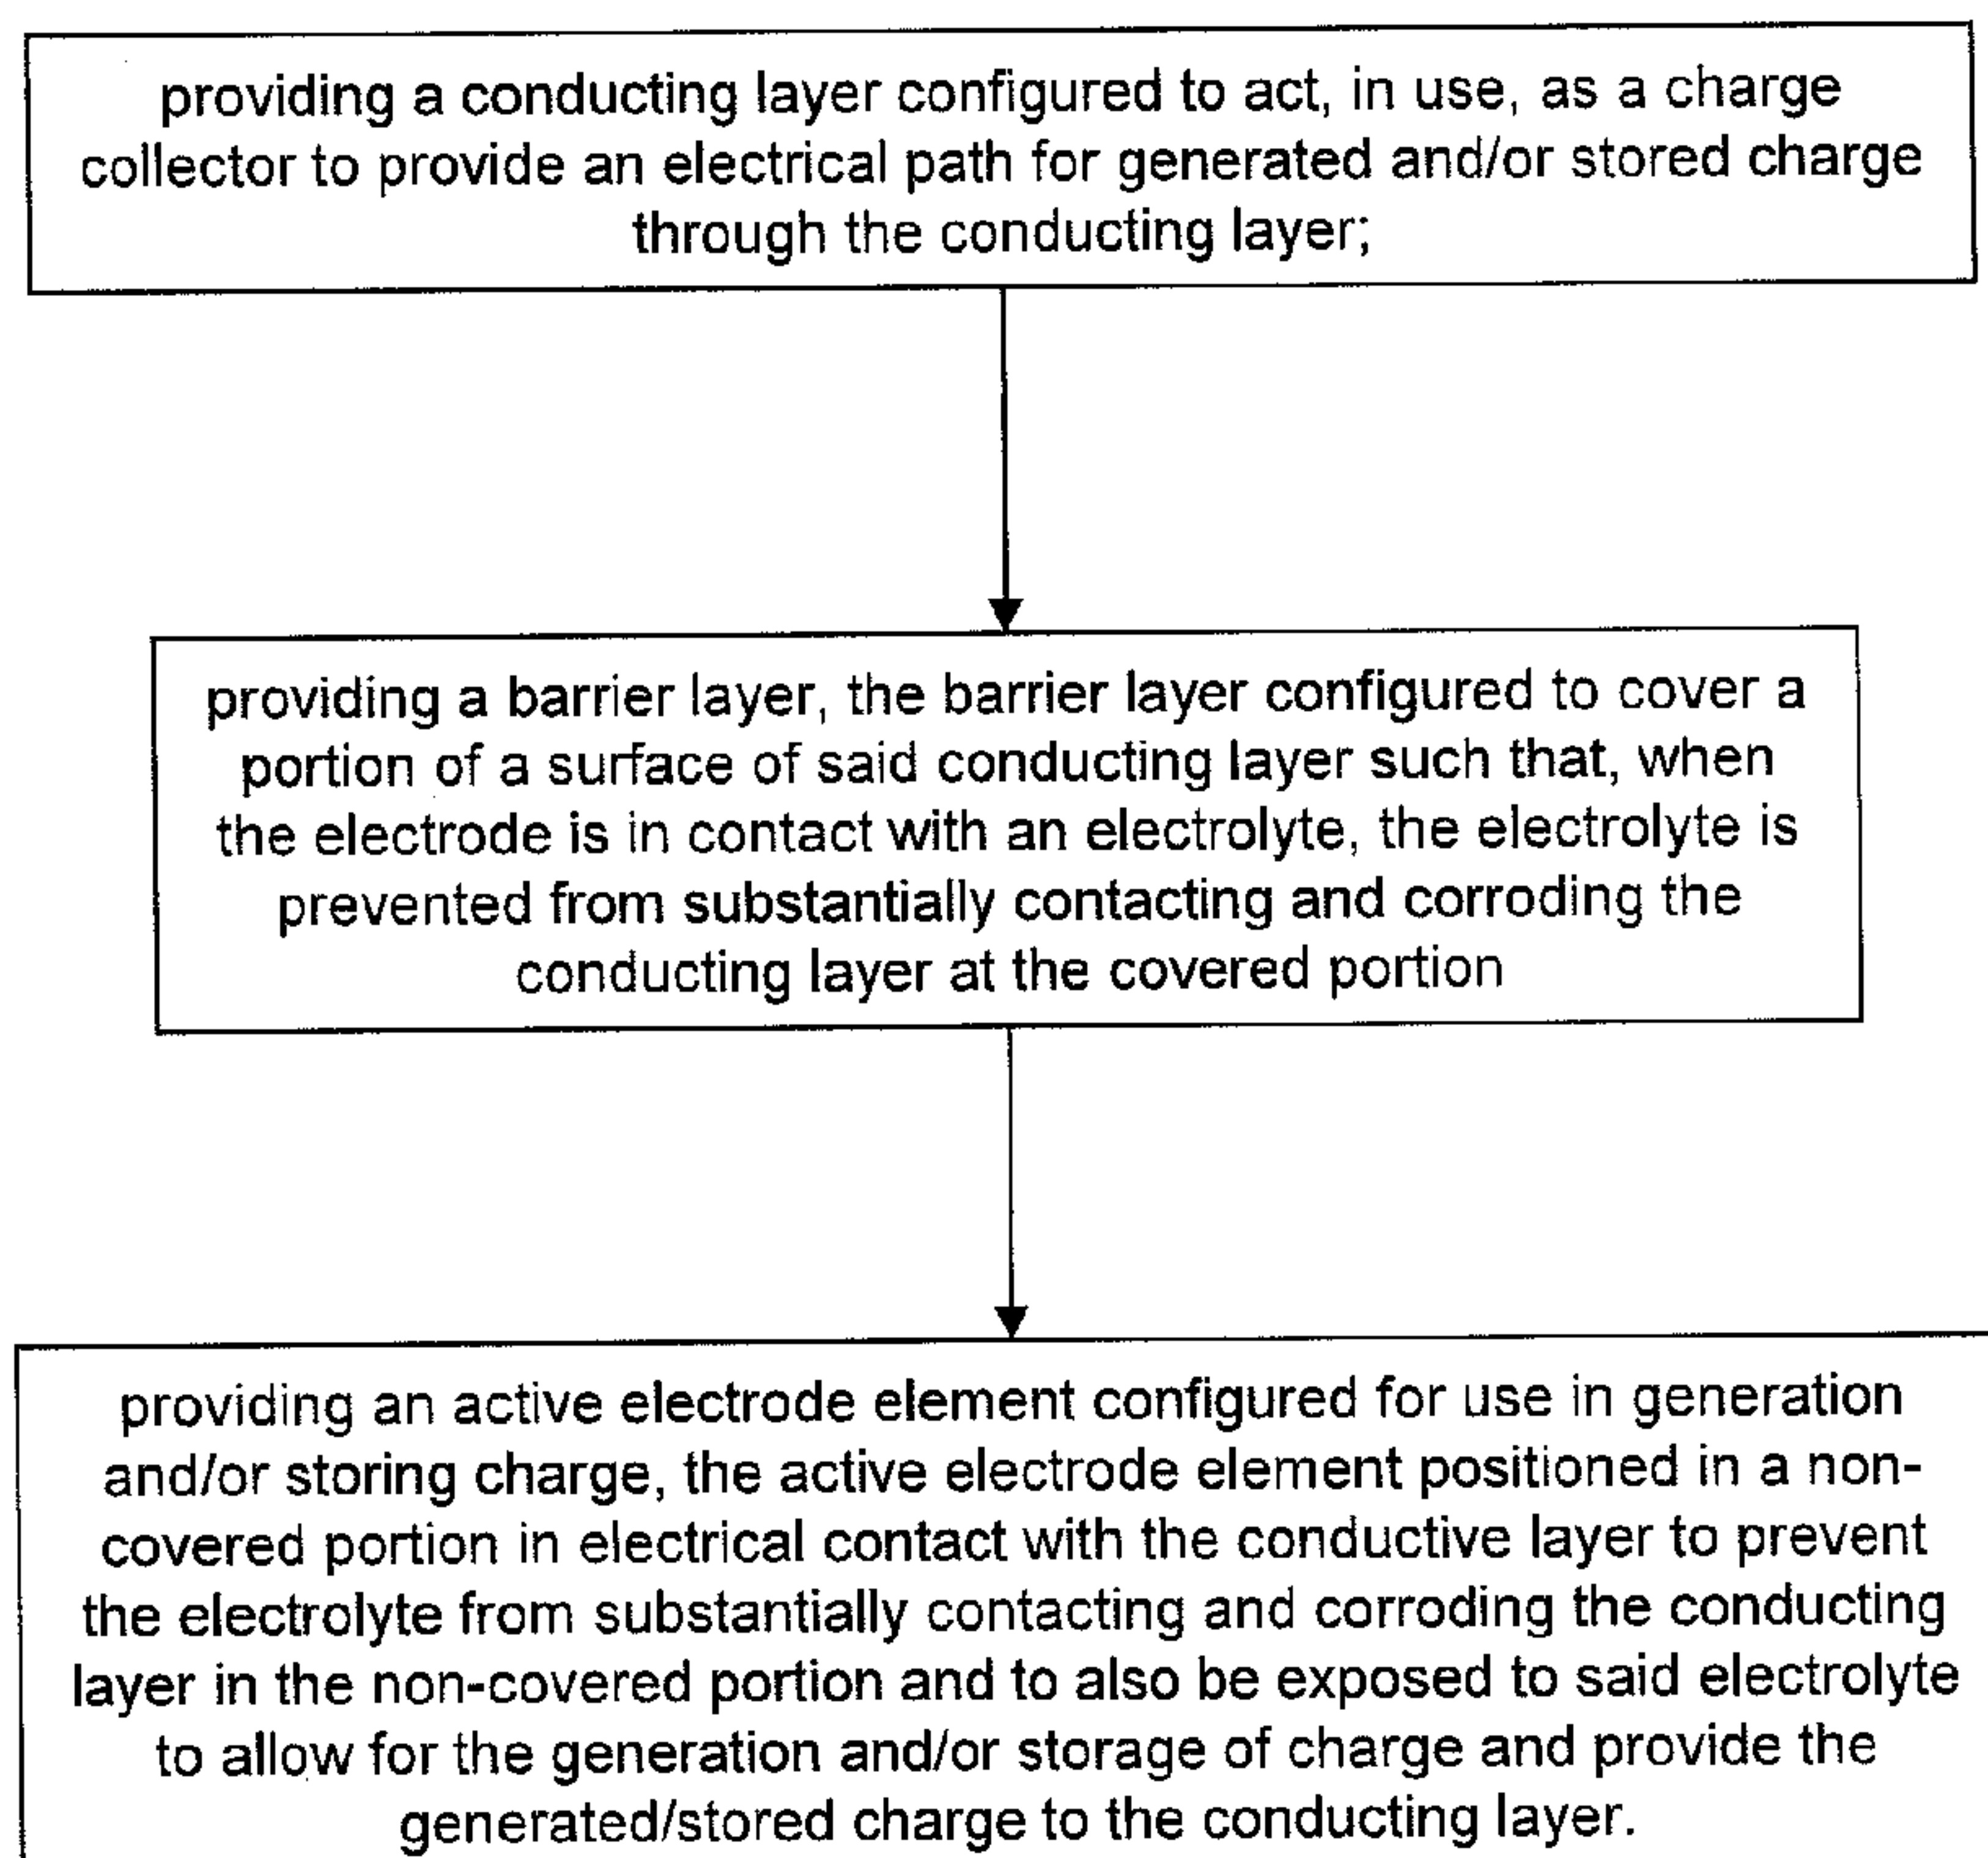 providing a conducting layer configured to act, in use, as a charge
collector to provide an electrical path for generated and/or stored charge
through the conducting layer;
providing a barrier layer, the barrier layer configured to cover a
portion of a surface of said conducting layer such that, when
the electrode is in contact with an electrolyte, the electrolyte is
prevented from substantially contacting and corroding the
conducting layer at the covered portion
providing an active electrode element configured for use in generation
and/or storing charge, the active electrode element positioned in a non-
covered portion in electrical contact with the conductive layer to prevent
the electrolyte from substantially contacting and corroding the conducting
layer in the non-covered portion and to also be exposed to said electrolyte
to allow for the generation and/or storage of charge and provide the
generated/stored charge to the conducting layer.